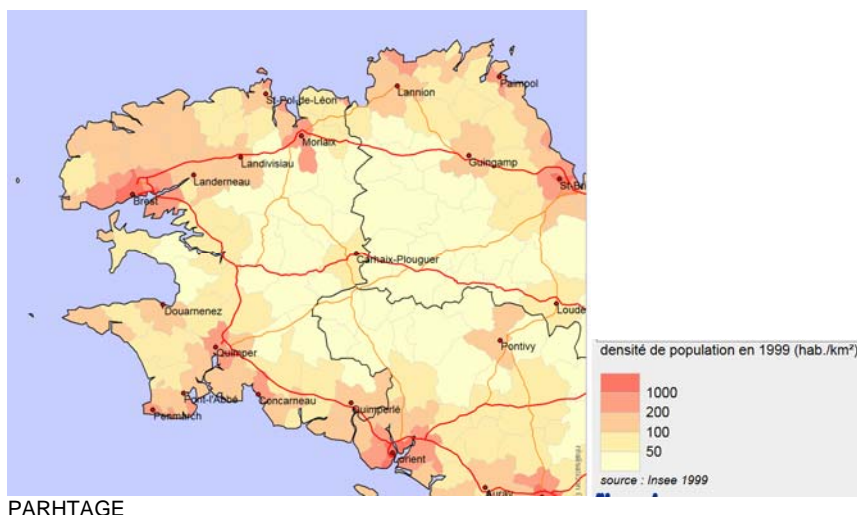 Paimpol
Lannion
St-Pol-de-Léon
Morlaix
Guingamp
Landivisiau
Landerneau
St-Bri
Brest
Carhaix-Plouguer
Loude
Douarnenez
Pontivy
Quimper
Pont-l'Abbé
Concarneau
Quimperlé
Penmarch
Lorient
Auray
densité de population en 1999 (hab./km²)
1000
200
100
50
source : Insee 1999
PARHTAGE